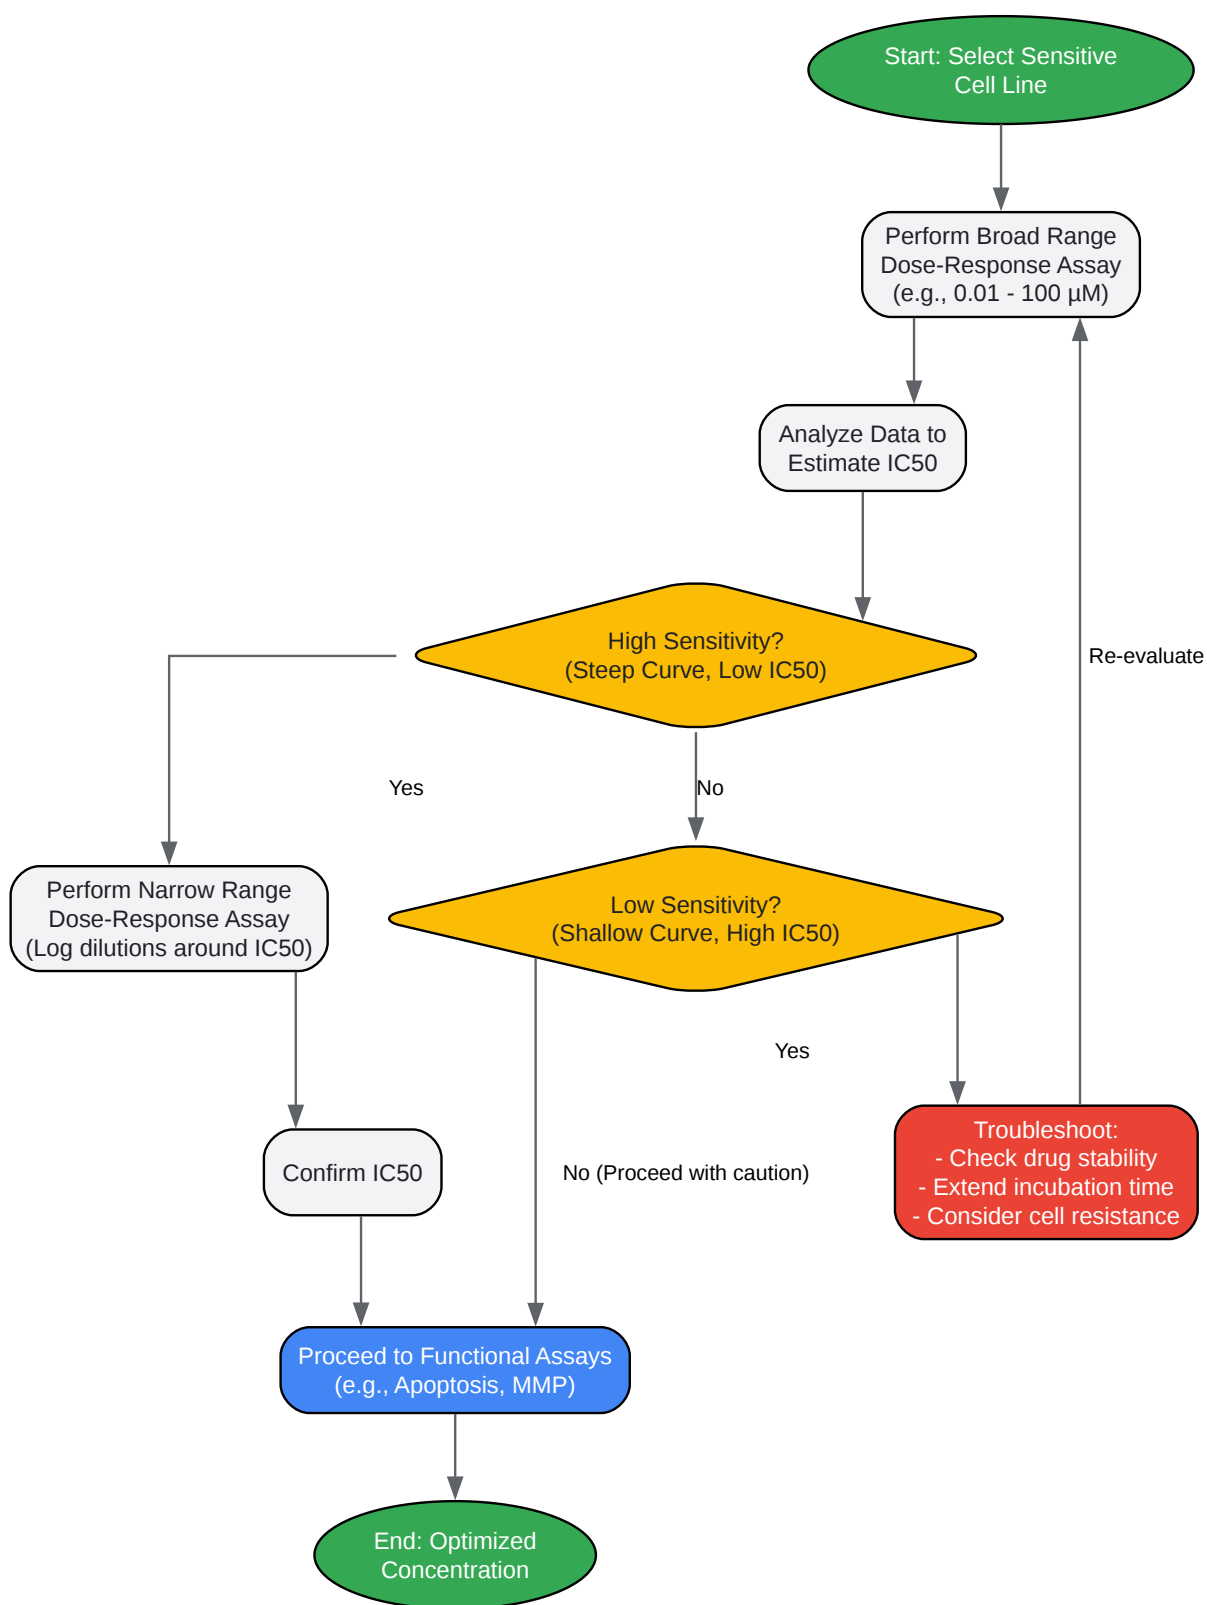 Start: Select Sensitive
Cell Line
Perform Broad Range
Dose-Response Assay
(e.g., 0.01 - 100 µM)
Analyze Data to
Estimate IC50
High Sensitivity?
(Steep Curve, Low IC50)
Re-evaluate
Yes
No
Perform Narrow Range
Dose-Response Assay
(Log dilutions around IC50)
Low Sensitivity?
(Shallow Curve, High IC50)
Yes
Troubleshoot:
- Check drug stability
- Extend incubation time
- Consider cell resistance
Confirm IC50
No (Proceed with caution)
Proceed to Functional Assays
(e.g., Apoptosis, MMP)
End: Optimized
Concentration